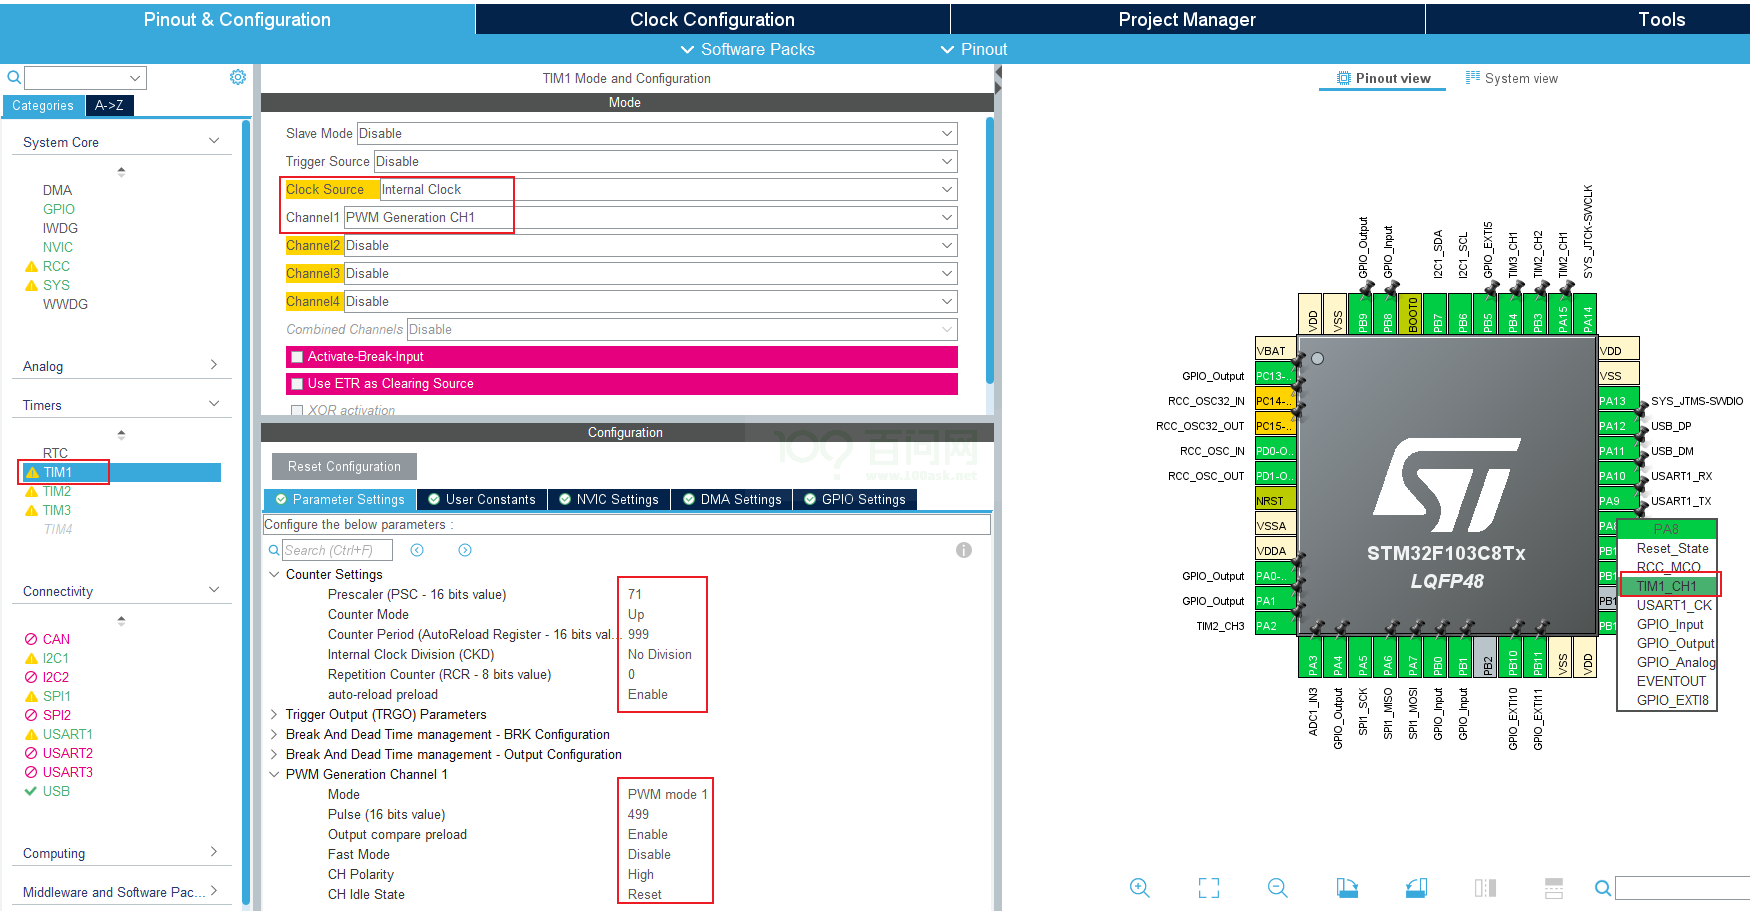 Pinout & Configuration
Clock Configuration
Project Manager
Tools
Software Packs
Pinout
Categories
A->Z
System Core
DMA
GPIO
IWDG
NVIC
RCC
SYS
WWDG
Analog
Timers
RTC
TIM1
TIM2
TIM3
TIM4
Connectivity
CAN
I2C1
I2C2
SPI1
SPI2
USART1
USART2
USART3
USB
Computing
Middleware and Software Pac...
TIM1 Mode and Configuration
Mode
Slave Mode Disable
Trigger Source Disable
Clock Source Internal Clock
Channel1 PWM Generation CH1
Channel2 Disable
Channel3 Disable
Channel4 Disable
Combined Channels Disable
Activate-Break-Input
Use ETR as Clearing Source
XOR activation
Configuration
百问网
www.100ask.net
Reset Configuration
Parameter Settings
User Constants
NVIC Settings
DMA Settings
GPIO Settings
Configure the below parameters :
Search (Ctrl+F)
Counter Settings
Prescaler (PSC - 16 bits value) 71
Counter Mode Up
Counter Period (AutoReload Register - 16 bits val... 999
Internal Clock Division (CKD) No Division
Repetition Counter (RCR - 8 bits value) 0
auto-reload preload Enable
Trigger Output (TRGO) Parameters
Break And Dead Time management - BRK Configuration
Break And Dead Time management - Output Configuration
PWM Generation Channel 1
Mode PWM mode 1
Pulse (16 bits value) 499
Output compare preload Enable
Fast Mode Disable
CH Polarity High
CH Idle State Reset
Pinout view
System view
GPIO_Output
GPIO_Input
I2C1_SDA
I2C1_SCL
GPIO_EXTI5
TIM3_CH1
TIM2_CH2
TIM2_CH1
SYS_JTCK-SWCLK
VDD
VSS
PB9
PB8
BOOT0
PB7
PB6
PB5
PB4
PB3
PA15
PA14
VBAT
GPIO_Output PC13-..
RCC_OSC32_IN PC14-..
RCC_OSC32_OUT PC15-..
RCC_OSC_IN PD0-O..
RCC_OSC_OUT PD1-O..
NRST
VSSA
VDDA
GPIO_Output PA0-..
GPIO_Output PA1
TIM2_CH3 PA2
ST
STM32F103C8Tx
LQFP48
VDD
VSS
PA13 SYS_JTMS-SWDIO
PA12 USB_DP
PA11 USB_DM
PA10 USART1_RX
PA9 USART1_TX
PA8
PB1
PB1
PB1
PB1
PA8
Reset_State
RCC_MCO
TIM1_CH1
USART1_CK
GPIO_Input
GPIO_Output
GPIO_Analog
EVENTOUT
GPIO_EXTI8
PA3
PA4
PA5
PA6
PA7
PB0
PB1
PB2
PB10
PB11
VSS
VDD
ADC1_IN3
GPIO_Output
SPI1_SCK
SPI1_MISO
SPI1_MOSI
GPIO_Input
GPIO_Input
GPIO_EXTI10
GPIO_EXTI11